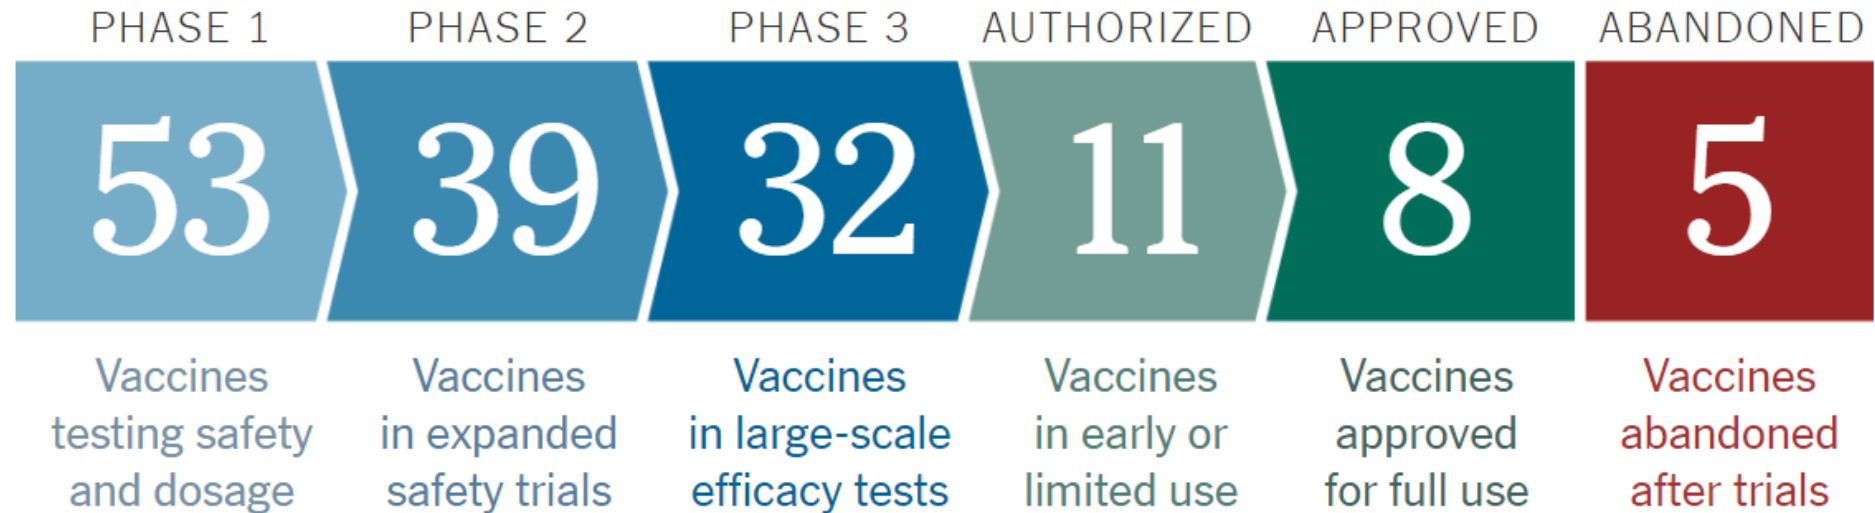 PHASE 1
53
Vaccines
testing safety
and dosage
PHASE 2
39
Vaccines
in expanded
safety trials
PHASE 3
32
Vaccines
in large-scale
efficacy tests
AUTHORIZED
11
Vaccines
in early or
limited use
APPROVED
8
Vaccines
approved
for full use
ABANDONED
5
Vaccines
abandoned
after trials